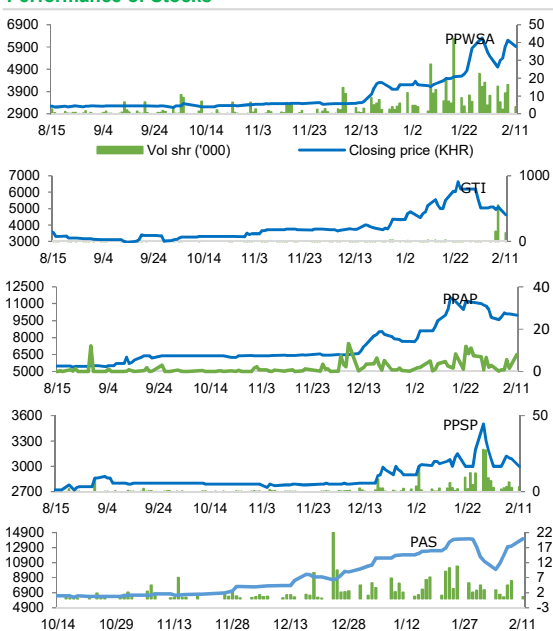 Performance of Stocks
PPWSA
6900 50
5900 40
4900 30
20
3900 10
2900 0
8/15 9/4 9/24 10/14 11/3 11/23 12/13 1/2 1/22 2/11
Vol shr ('000) Closing price (KHR)
GTI
7000 1000
6000
5000
4000
3000 0
8/15 9/4 9/24 10/14 11/3 11/23 12/13 1/2 1/22 2/11
PPAP
12500 40
11000
9500 20
8000
6500
5000 0
8/15 9/4 9/24 10/14 11/3 11/23 12/13 1/2 1/22 2/11
PPSP
3600 50
3300
3000
2700 0
8/15 9/4 9/24 10/14 11/3 11/23 12/13 1/2 1/22 2/11
PAS
14900 22
12900 17
10900 12
8900 7
6900 2
4900 -3
10/14 10/29 11/13 11/28 12/13 12/28 1/12 1/27 2/11